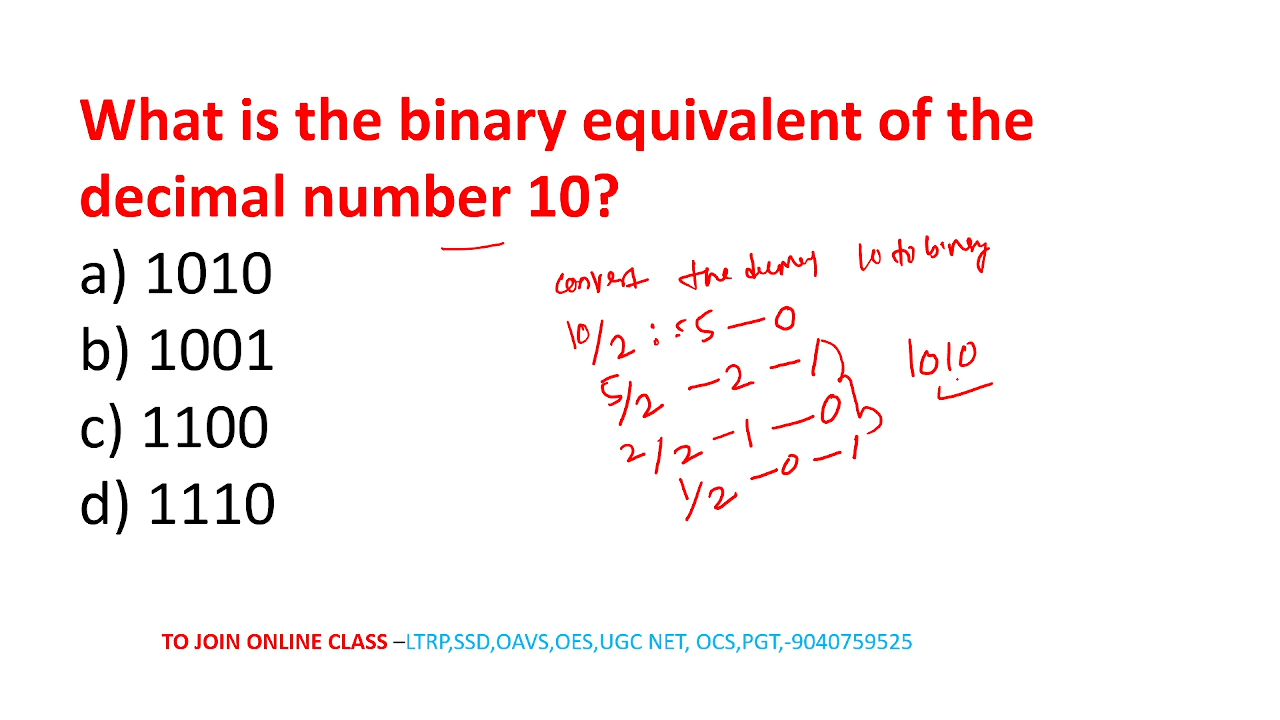 What is the binary equivalent of the
decimal number 10?
a) 1010
b) 1001
c) 1100
d) 1110
convert the 10 to binary
10/2 : =5 — 0
5/2 — 2 — 1
2/2 — 1 — 0
1/2 — 0 — 1
1010
TO JOIN ONLINE CLASS –LTRP,SSD,OAVS,OES,UGC NET, OCS,PGT,-9040759525